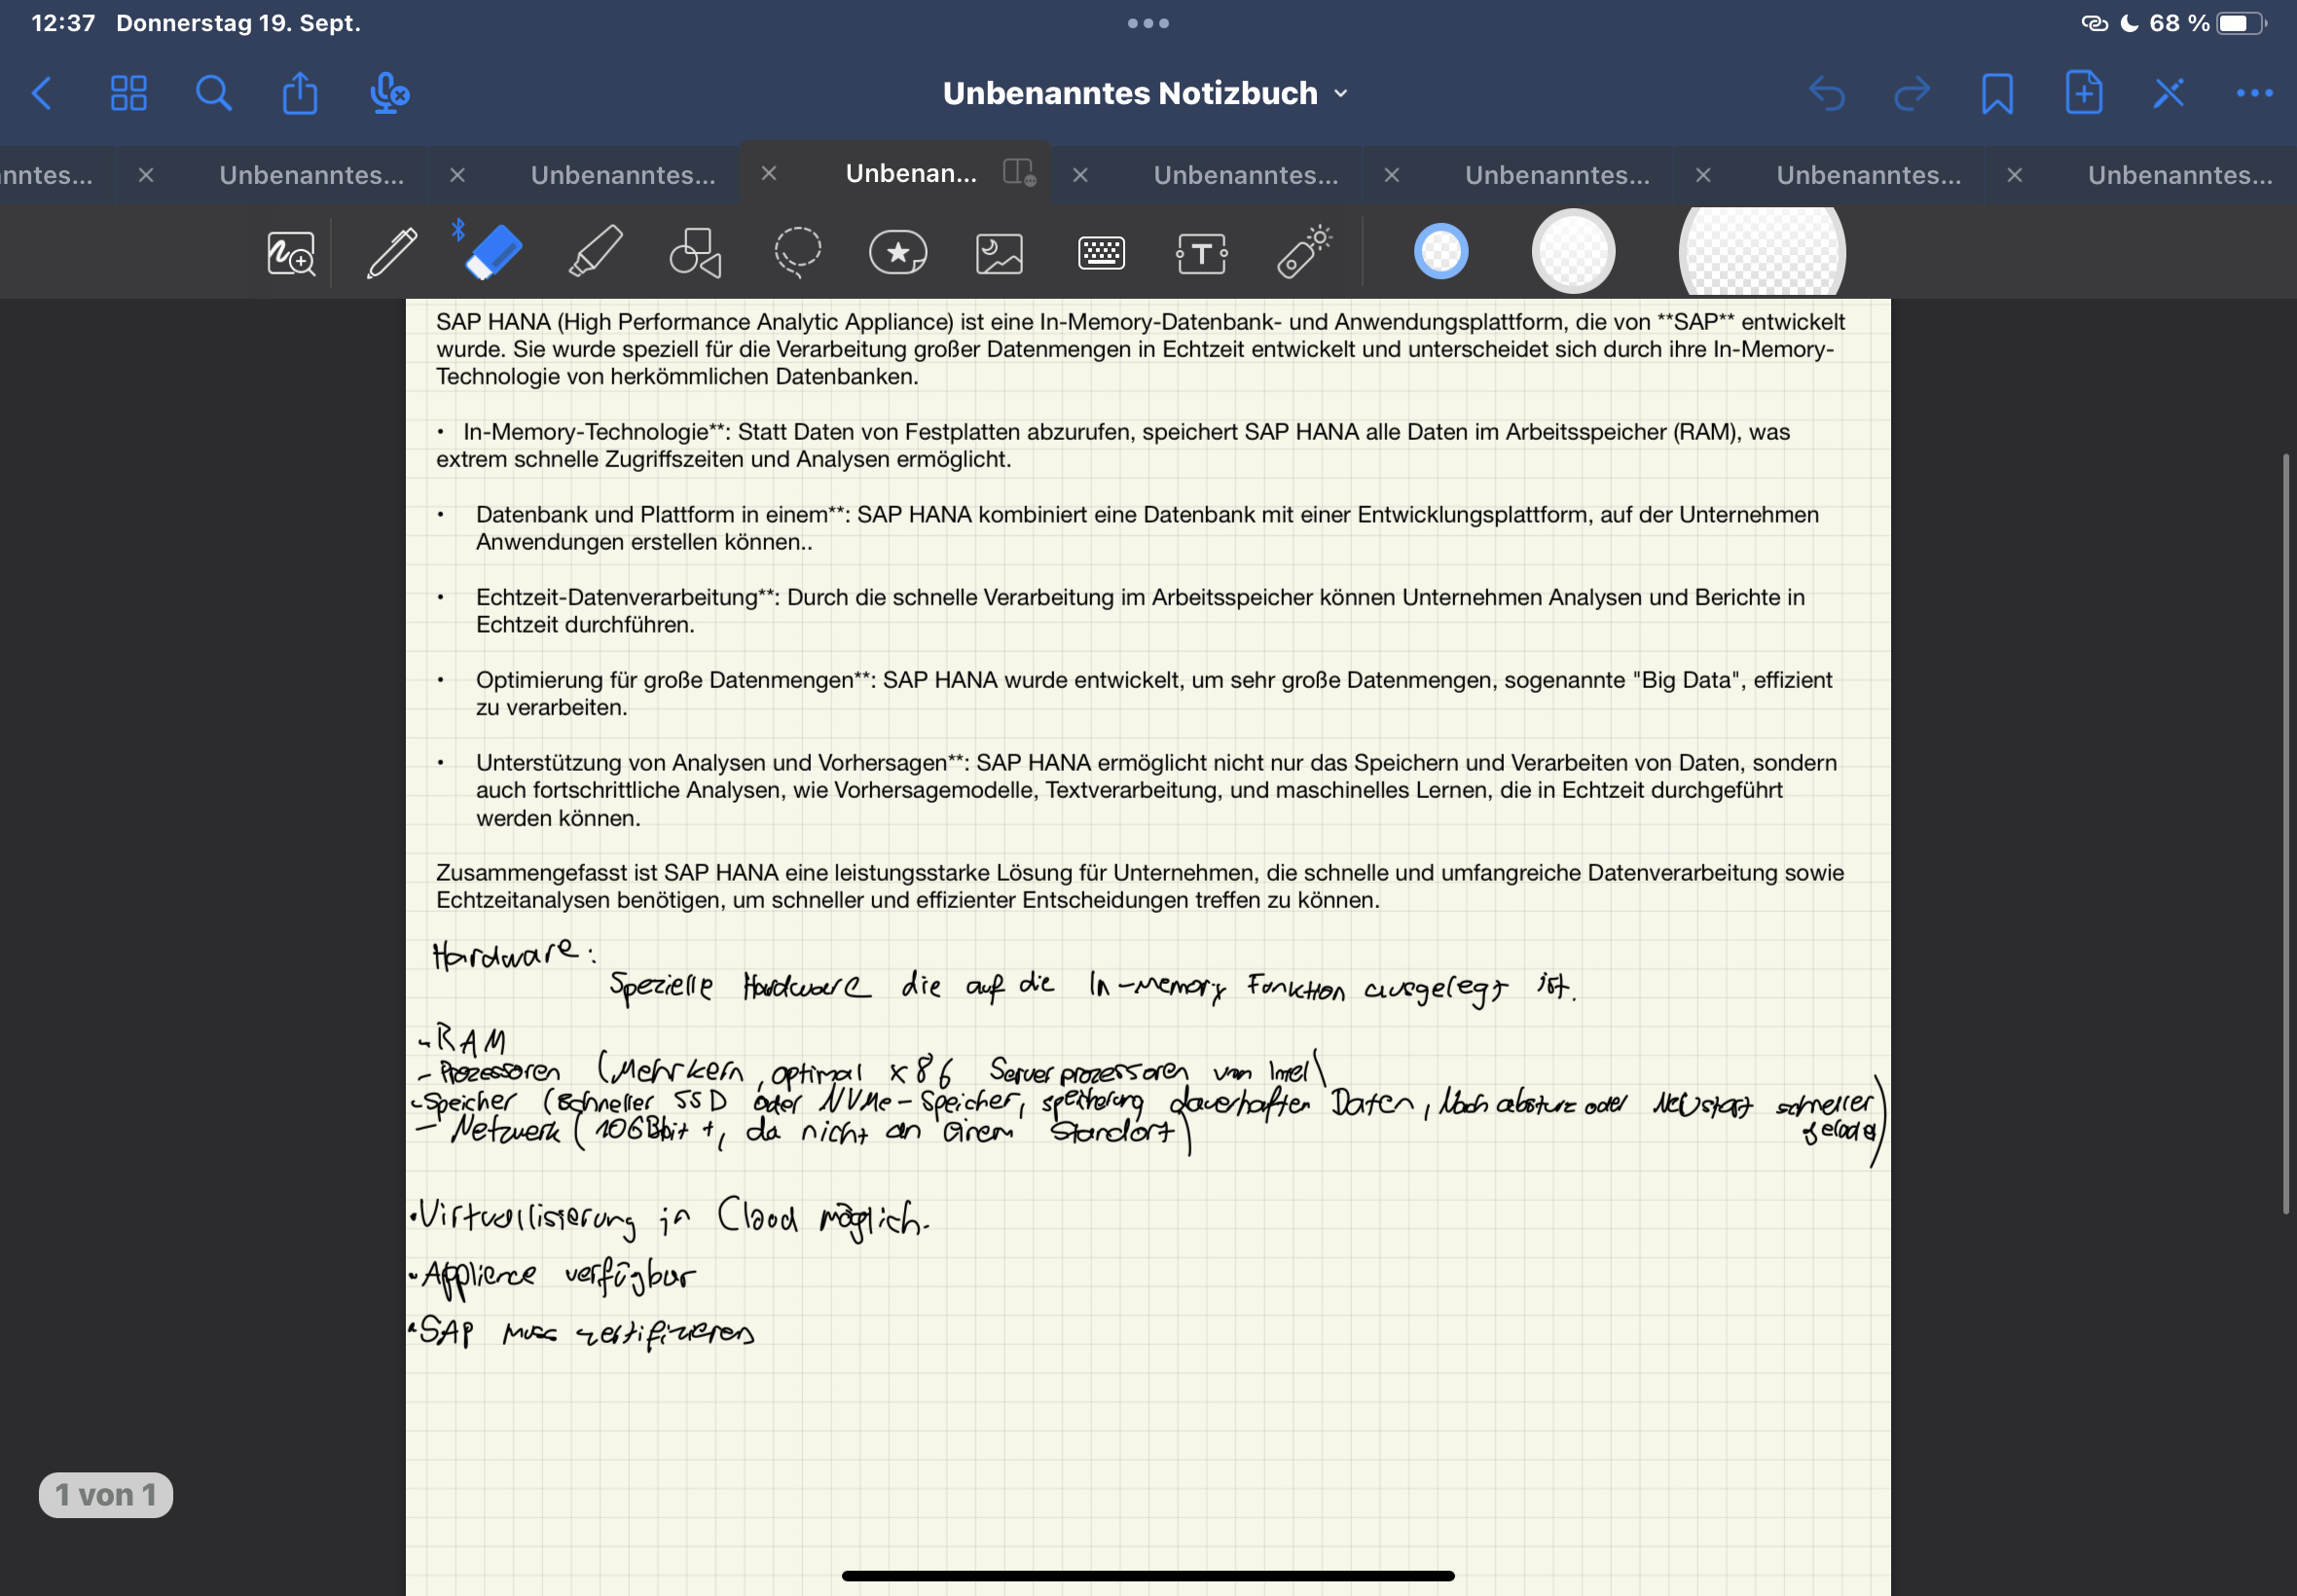 12:37 Donnerstag 19. Sept.
68 %
Unbenanntes Notizbuch
nntes...
Unbenanntes...
Unbenanntes...
Unbenan...
Unbenanntes...
Unbenanntes...
Unbenanntes...
Unbenanntes...
T
SAP HANA (High Performance Analytic Appliance) ist eine In-Memory-Datenbank- und Anwendungsplattform, die von **SAP** entwickelt
wurde. Sie wurde speziell für die Verarbeitung großer Datenmengen in Echtzeit entwickelt und unterscheidet sich durch ihre In-Memory-
Technologie von herkömmlichen Datenbanken.
• In-Memory-Technologie**: Statt Daten von Festplatten abzurufen, speichert SAP HANA alle Daten im Arbeitsspeicher (RAM), was
extrem schnelle Zugriffszeiten und Analysen ermöglicht.
• Datenbank und Plattform in einem**: SAP HANA kombiniert eine Datenbank mit einer Entwicklungsplattform, auf der Unternehmen
Anwendungen erstellen können..
• Echtzeit-Datenverarbeitung**: Durch die schnelle Verarbeitung im Arbeitsspeicher können Unternehmen Analysen und Berichte in
Echtzeit durchführen.
• Optimierung für große Datenmengen**: SAP HANA wurde entwickelt, um sehr große Datenmengen, sogenannte "Big Data", effizient
zu verarbeiten.
• Unterstützung von Analysen und Vorhersagen**: SAP HANA ermöglicht nicht nur das Speichern und Verarbeiten von Daten, sondern
auch fortschrittliche Analysen, wie Vorhersagemodelle, Textverarbeitung, und maschinelles Lernen, die in Echtzeit durchgeführt
werden können.
Zusammengefasst ist SAP HANA eine leistungsstarke Lösung für Unternehmen, die schnelle und umfangreiche Datenverarbeitung sowie
Echtzeitanalysen benötigen, um schneller und effizienter Entscheidungen treffen zu können.
Hardware:
Spezielle Hardware die auf die In-Memory Funktion ausgelegt ist.
- RAM
- Prozessoren (Mehrkern, optimal x86 Serverprozessoren von Intel)
- Speicher (schneller SSD oder NVMe-Speicher, speicherung dauerhaften Daten, Nach absturz oder Neustart schneller
geladen)
- Netzwerk (10GBbit+, da nicht an einem Standort)
• Virtuallisierung in Cloud möglich.
• Applience verfügbar
• SAP muss zertifizieren
1 von 1